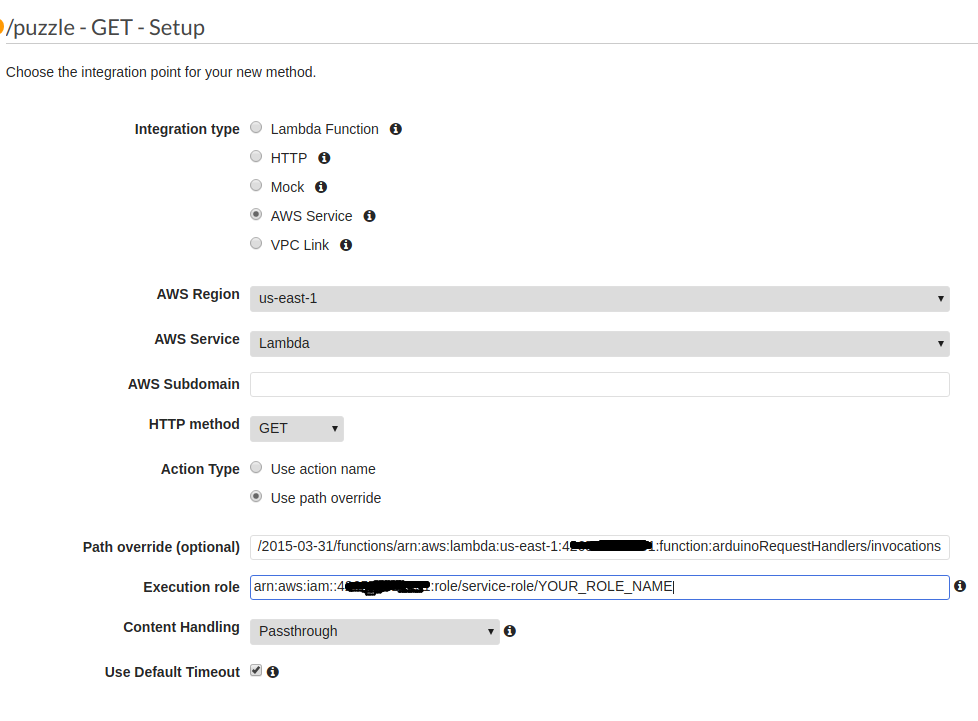 /puzzle - GET - Setup
Choose the integration point for your new method.
Integration type
Lambda Function
HTTP
Mock
AWS Service
VPC Link
AWS Region us-east-1
AWS Service Lambda
AWS Subdomain
HTTP method GET
Action Type
Use action name
Use path override
Path override (optional) /2015-03-31/functions/arn:aws:lambda:us-east-1:4 :function:arduinoRequestHandlers/invocations
Execution role arn:aws:iam::4 :role/service-role/YOUR_ROLE_NAME
Content Handling Passthrough
Use Default Timeout